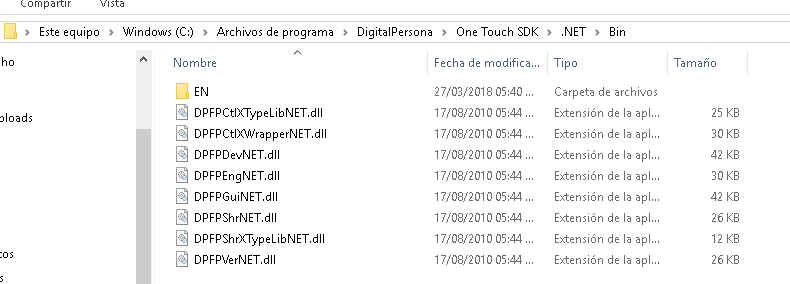 Compartir Vista
Este equipo > Windows (C:) > Archivos de programa > DigitalPersona > One Touch SDK > .NET > Bin
Nombre Fecha de modifica... Tipo Tamaño
EN 27/03/2018 05:40 ... Carpeta de archivos
DPFPCtlXTypeLibNET.dll 17/08/2010 05:44 ... Extensión de la apl... 25 KB
DPFPCtlXWrapperNET.dll 17/08/2010 05:44 ... Extensión de la apl... 30 KB
DPFPDevNET.dll 17/08/2010 05:44 ... Extensión de la apl... 42 KB
DPFPEngNET.dll 17/08/2010 05:44 ... Extensión de la apl... 30 KB
DPFPGuiNET.dll 17/08/2010 05:44 ... Extensión de la apl... 42 KB
DPFPShrNET.dll 17/08/2010 05:44 ... Extensión de la apl... 26 KB
DPFPShrXTypeLibNET.dll 17/08/2010 05:44 ... Extensión de la apl... 12 KB
DPFPVerNET.dll 17/08/2010 05:44 ... Extensión de la apl... 26 KB